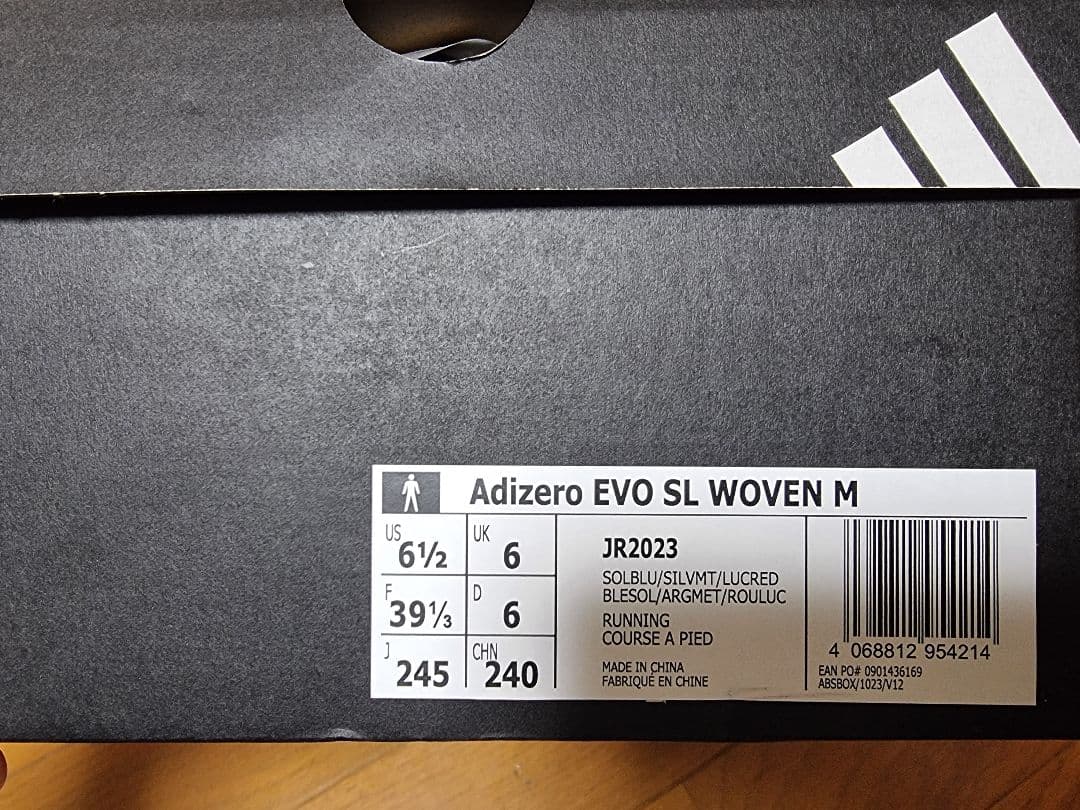 Adizero EVO SL WOVEN M
US 6½
UK 6
F 39⅓
D 6
J 245
CHN 240
JR2023
SOLBLU/SILVMT/LUCRED
BLESOL/ARGMET/ROULUC
RUNNING
COURSE A PIED
MADE IN CHINA
FABRIQUÉ EN CHINE
4 068812 954214
EAN PO# 0901436169
ABSBOX/1023/V12